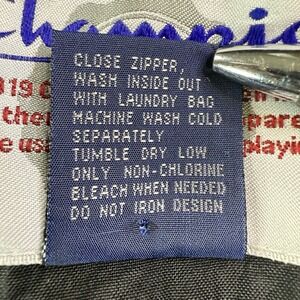 Champion
CLOSE ZIPPER,
WASH INSIDE OUT
WITH LAUNDRY BAG
MACHINE WASH COLD
SEPARATELY
TUMBLE DRY LOW
ONLY NON-CHLORINE
BLEACH WHEN NEEDED
DO NOT IRON DESIGN